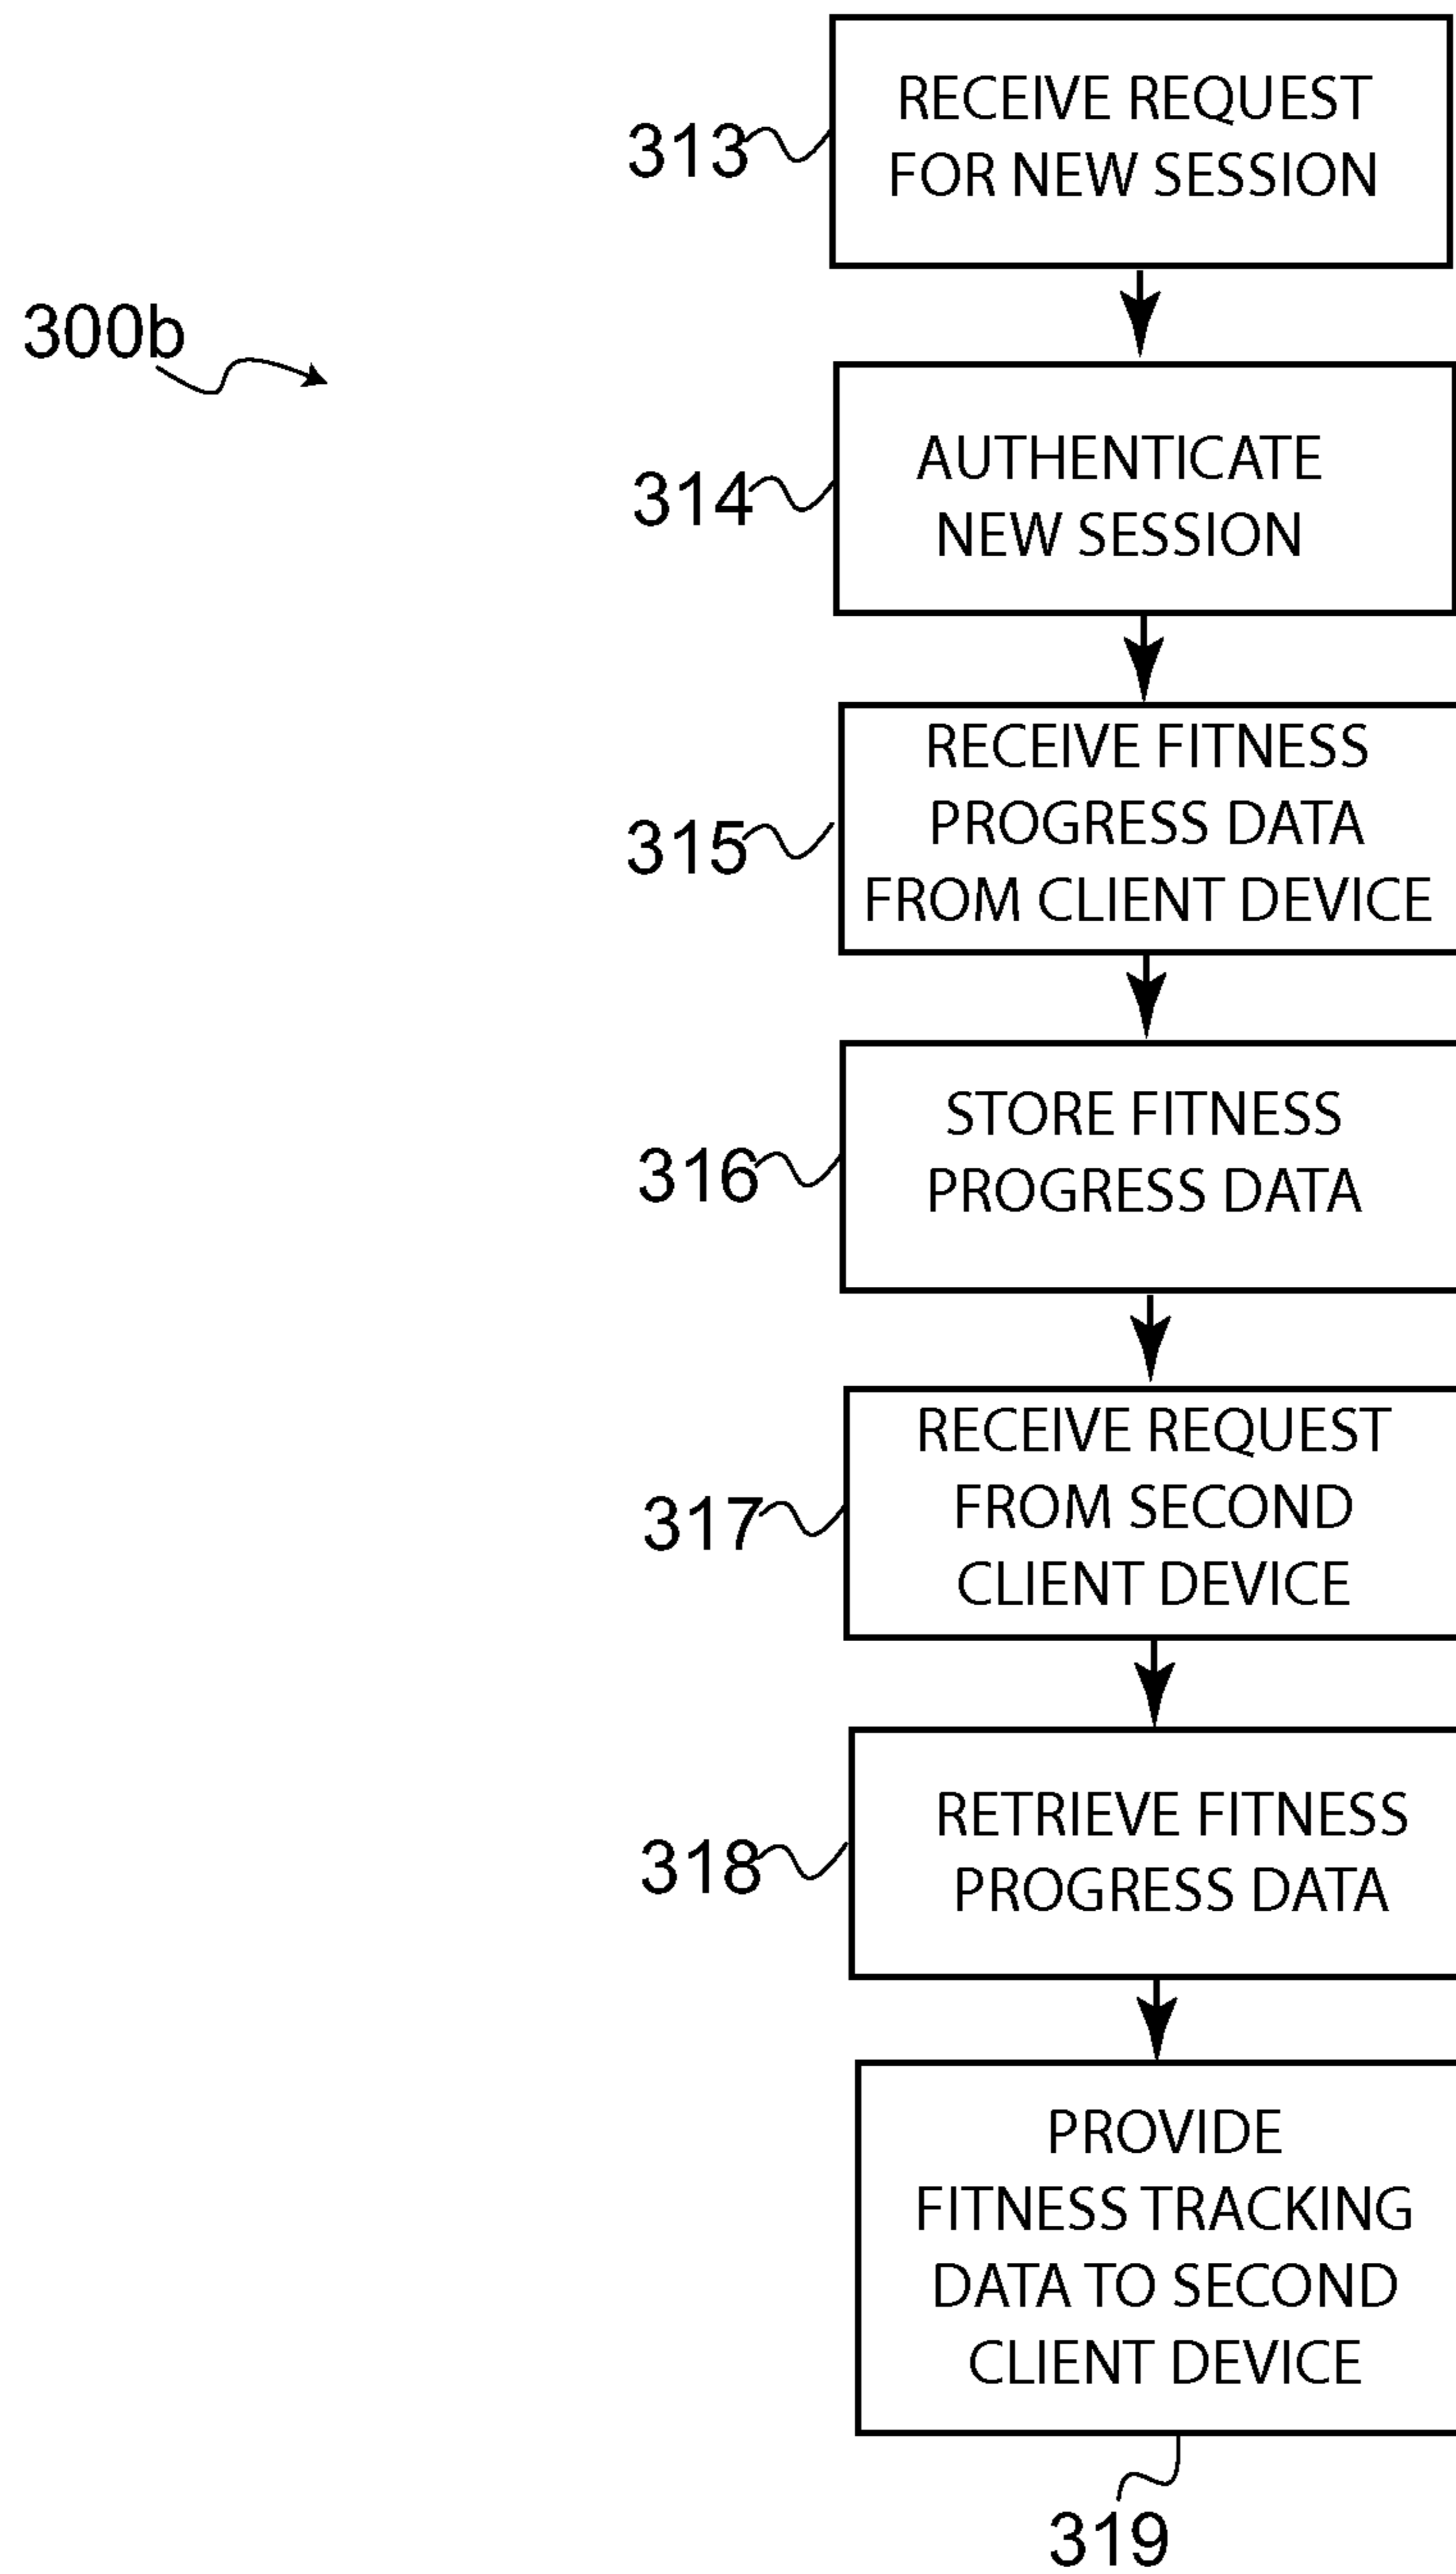 313
RECEIVE REQUEST
FOR NEW SESSION
300b
314
AUTHENTICATE
NEW SESSION
315
RECEIVE FITNESS
PROGRESS DATA
FROM CLIENT DEVICE
316
STORE FITNESS
PROGRESS DATA
317
RECEIVE REQUEST
FROM SECOND
CLIENT DEVICE
318
RETRIEVE FITNESS
PROGRESS DATA
PROVIDE
FITNESS TRACKING
DATA TO SECOND
CLIENT DEVICE
319